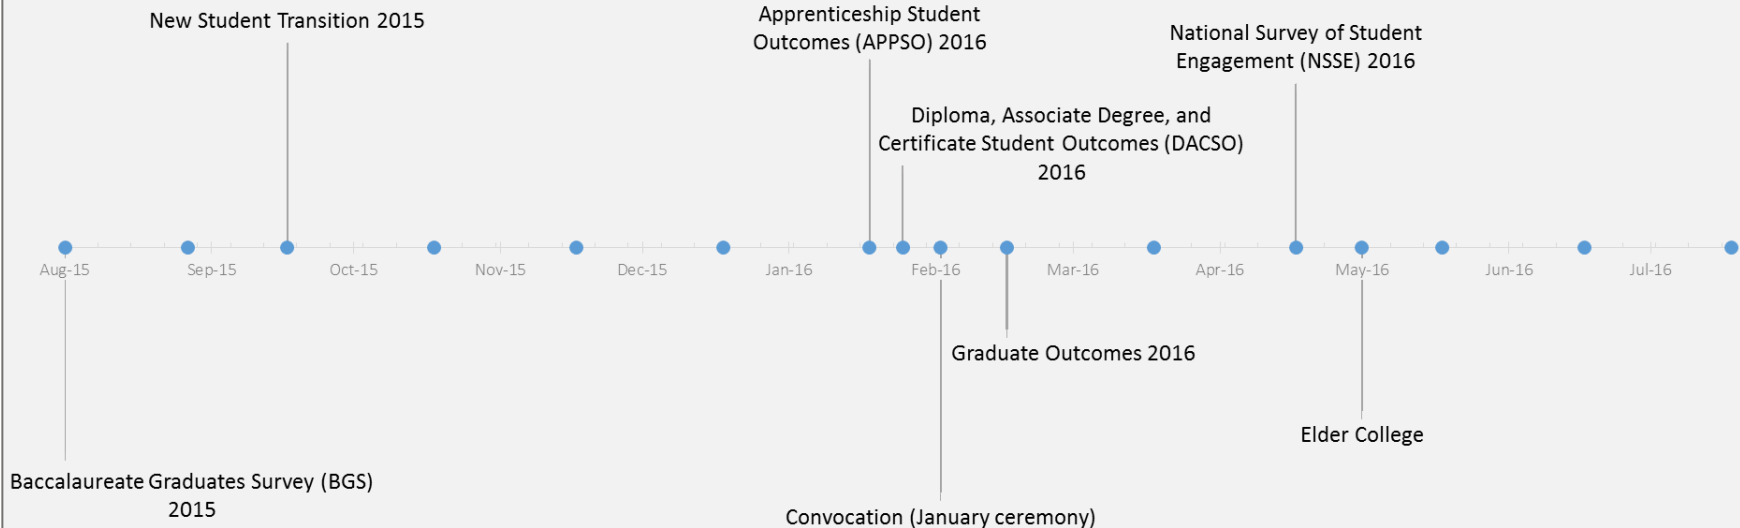 New Student Transition 2015
Apprenticeship Student
Outcomes (APPSO) 2016
National Survey of Student
Engagement (NSSE) 2016
Diploma, Associate Degree, and
Certificate Student Outcomes (DACSO)
2016
Aug-15 Sep-15 Oct-15 Nov-15 Dec-15 Jan-16 Feb-16 Mar-16 Apr-16 May-16 Jun-16 Jul-16
Graduate Outcomes 2016
Elder College
Baccalaureate Graduates Survey (BGS)
2015
Convocation (January ceremony)